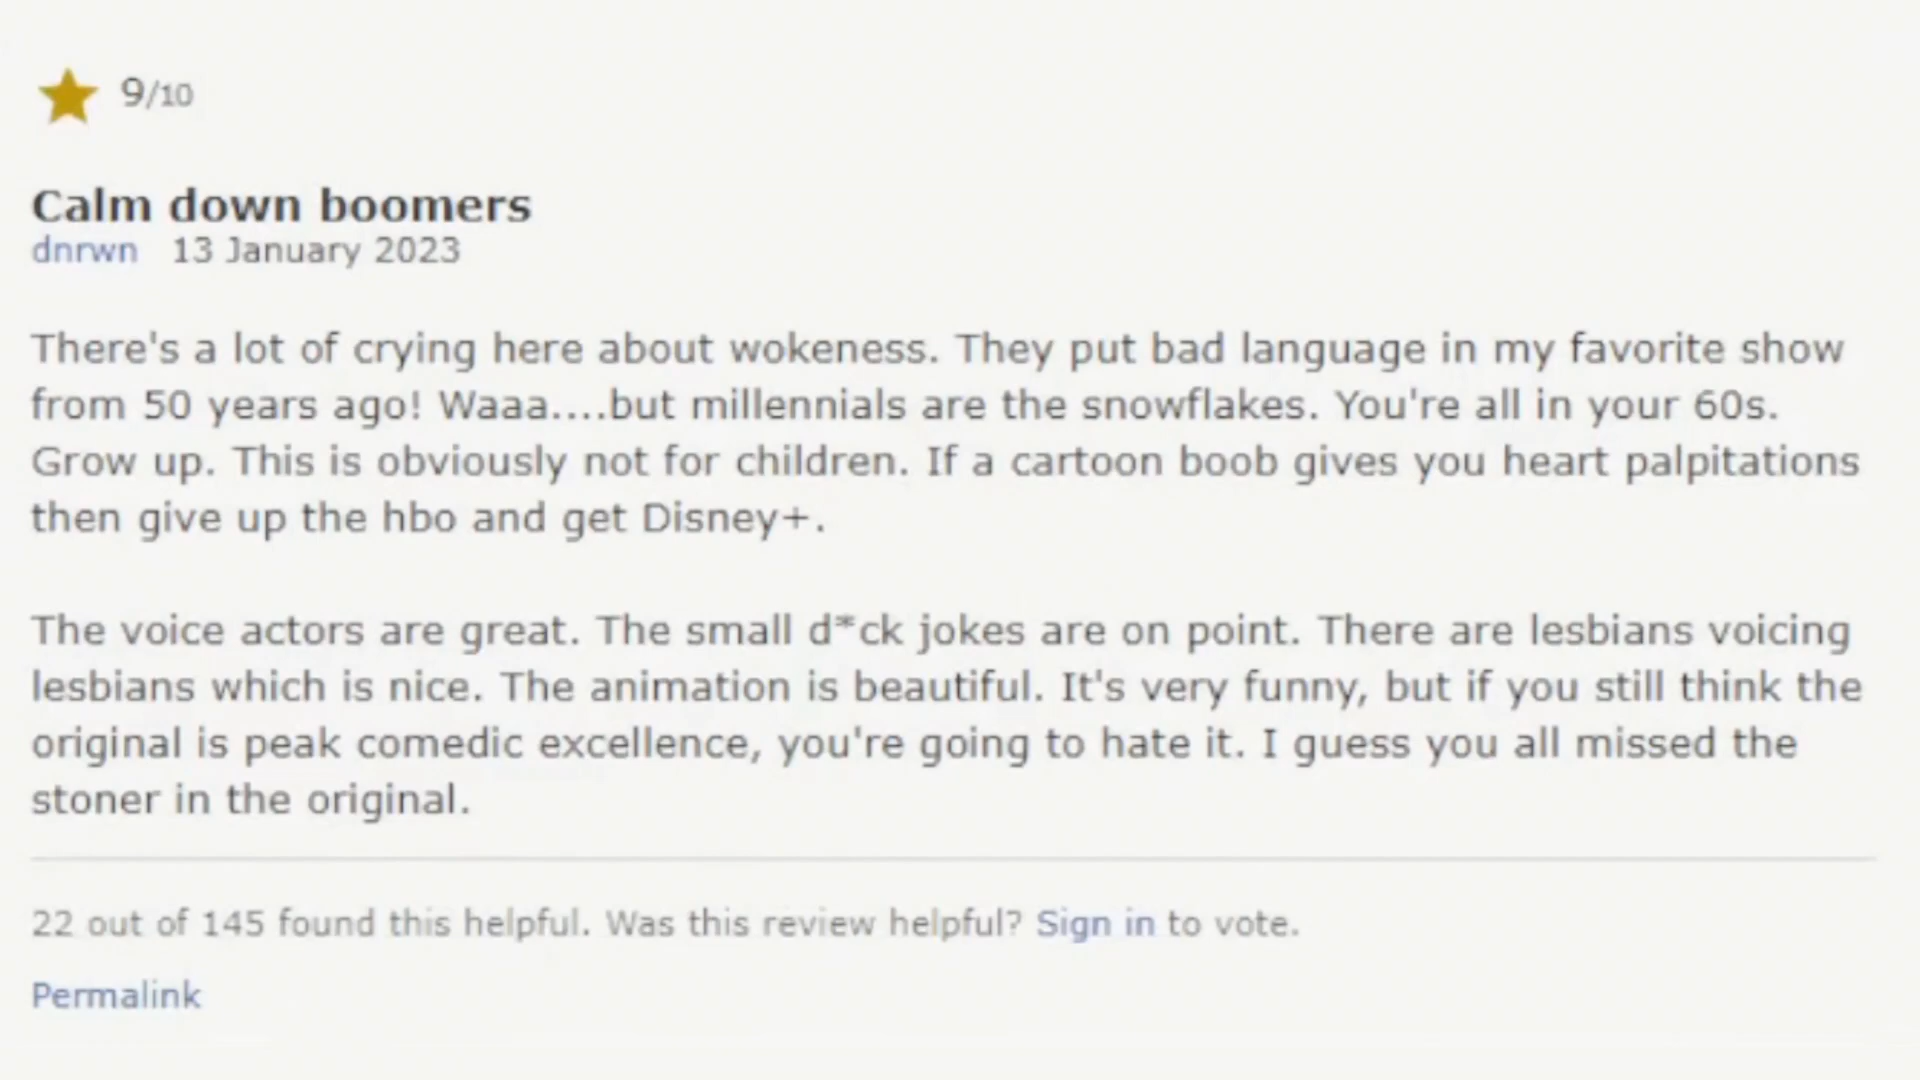 9/10
Calm down boomers
dnrwn 13 January 2023
There's a lot of crying here about wokeness. They put bad language in my favorite show
from 50 years ago! Waaa....but millennials are the snowflakes. You're all in your 60s.
Grow up. This is obviously not for children. If a cartoon boob gives you heart palpitations
then give up the hbo and get Disney+.
The voice actors are great. The small d*ck jokes are on point. There are lesbians voicing
lesbians which is nice. The animation is beautiful. It's very funny, but if you still think the
original is peak comedic excellence, you're going to hate it. I guess you all missed the
stoner in the original.
22 out of 145 found this helpful. Was this review helpful? Sign in to vote.
Permalink